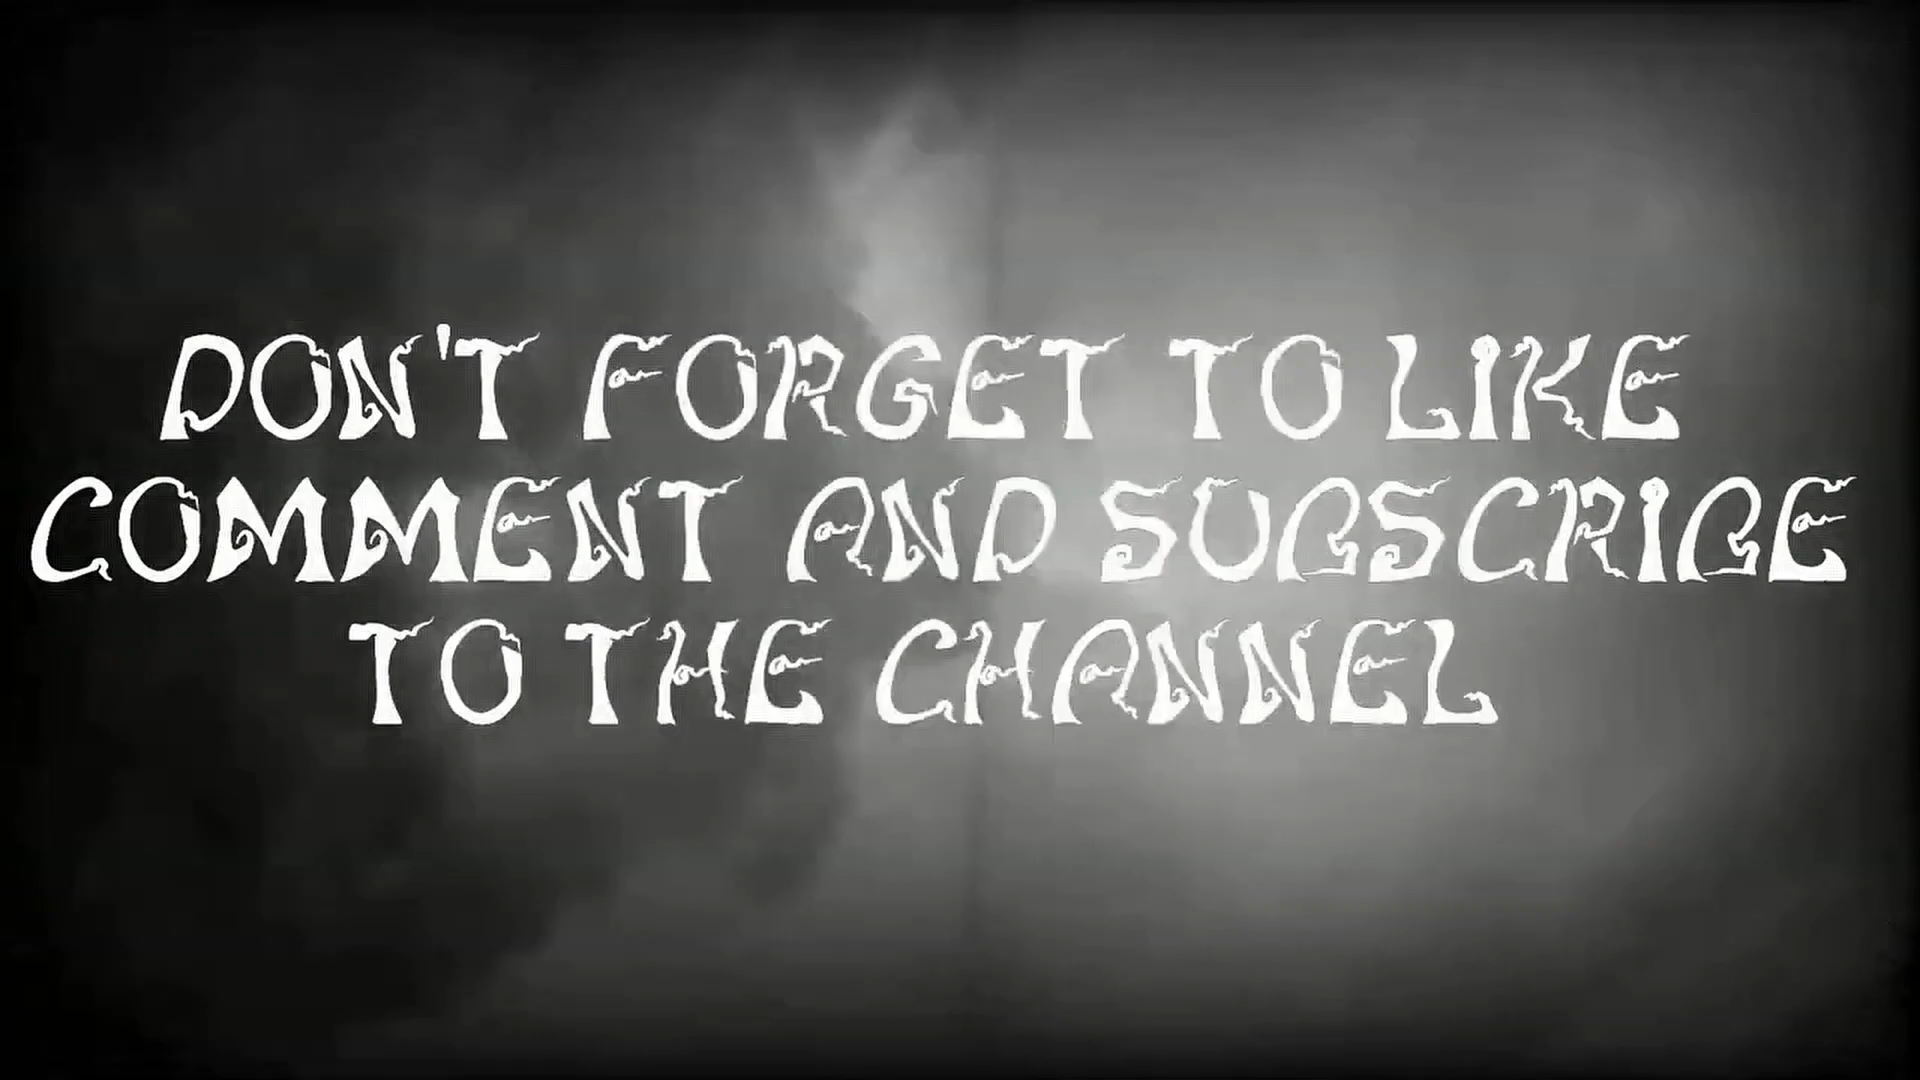 DON'T FORGET TO LIKE
COMMENT AND SUBSCRIBE
TO THE CHANNEL